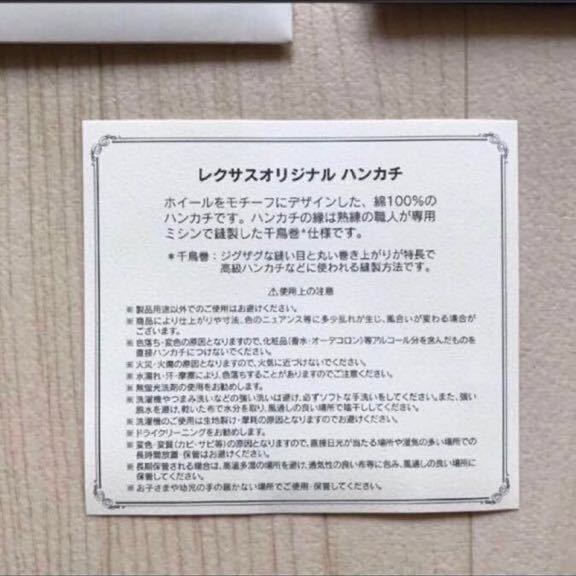 レクサスオリジナル ハンカチ
ホイールをモチーフにデザインした、綿100%の
ハンカチです。ハンカチの縁は熟練の職人が専用
ミシンで縫製した千鳥巻*仕様です。
*千鳥巻:ジグザグな縫い目と丸い巻き上がりが特長で
高級ハンカチなどに使われる縫製方法です。
⚠使用上の注意
※製品用途以外でのご使用はお避けください。
※商品により仕上がりや寸法、色のニュアンス等に多少乱れが生じ、風合いが変わる場合が
ございます。
※色落ち・変色の原因となりますので、化粧品(香水・オーデコロン)等アルコール分を含んだものを
直接ハンカチにつけないでください。
※火災・火傷の原因となりますので、火気に近づけないでください。
※水濡れ・汗・摩擦により、色落ちすることがありますのでご注意ください。
※無蛍光洗剤の使用をお勧めします。
※洗濯機やつまみ洗いなどの強い洗いは避け、必ずソフトな手洗いをしてください。また、強い
脱水を避け、乾いた布で水分を取り、風通しの良い場所で陰干ししてください。
※洗濯機のご使用は生地裂け・摩耗の原因となりますのでお避けください。
※ドライクリーニングをお勧めします。
※変色・変質(カビ・サビ等)の原因となりますので、直接日光が当たる場所や湿気の多い場所での
長時間放置・保管はお避けください。
※長期保管される場合は、高温多湿の場所を避け、通気性の良い布等に包み、風通しの良い場所に
保管してください。
※お子さまや幼児の手の届かない場所でご使用・保管してください。